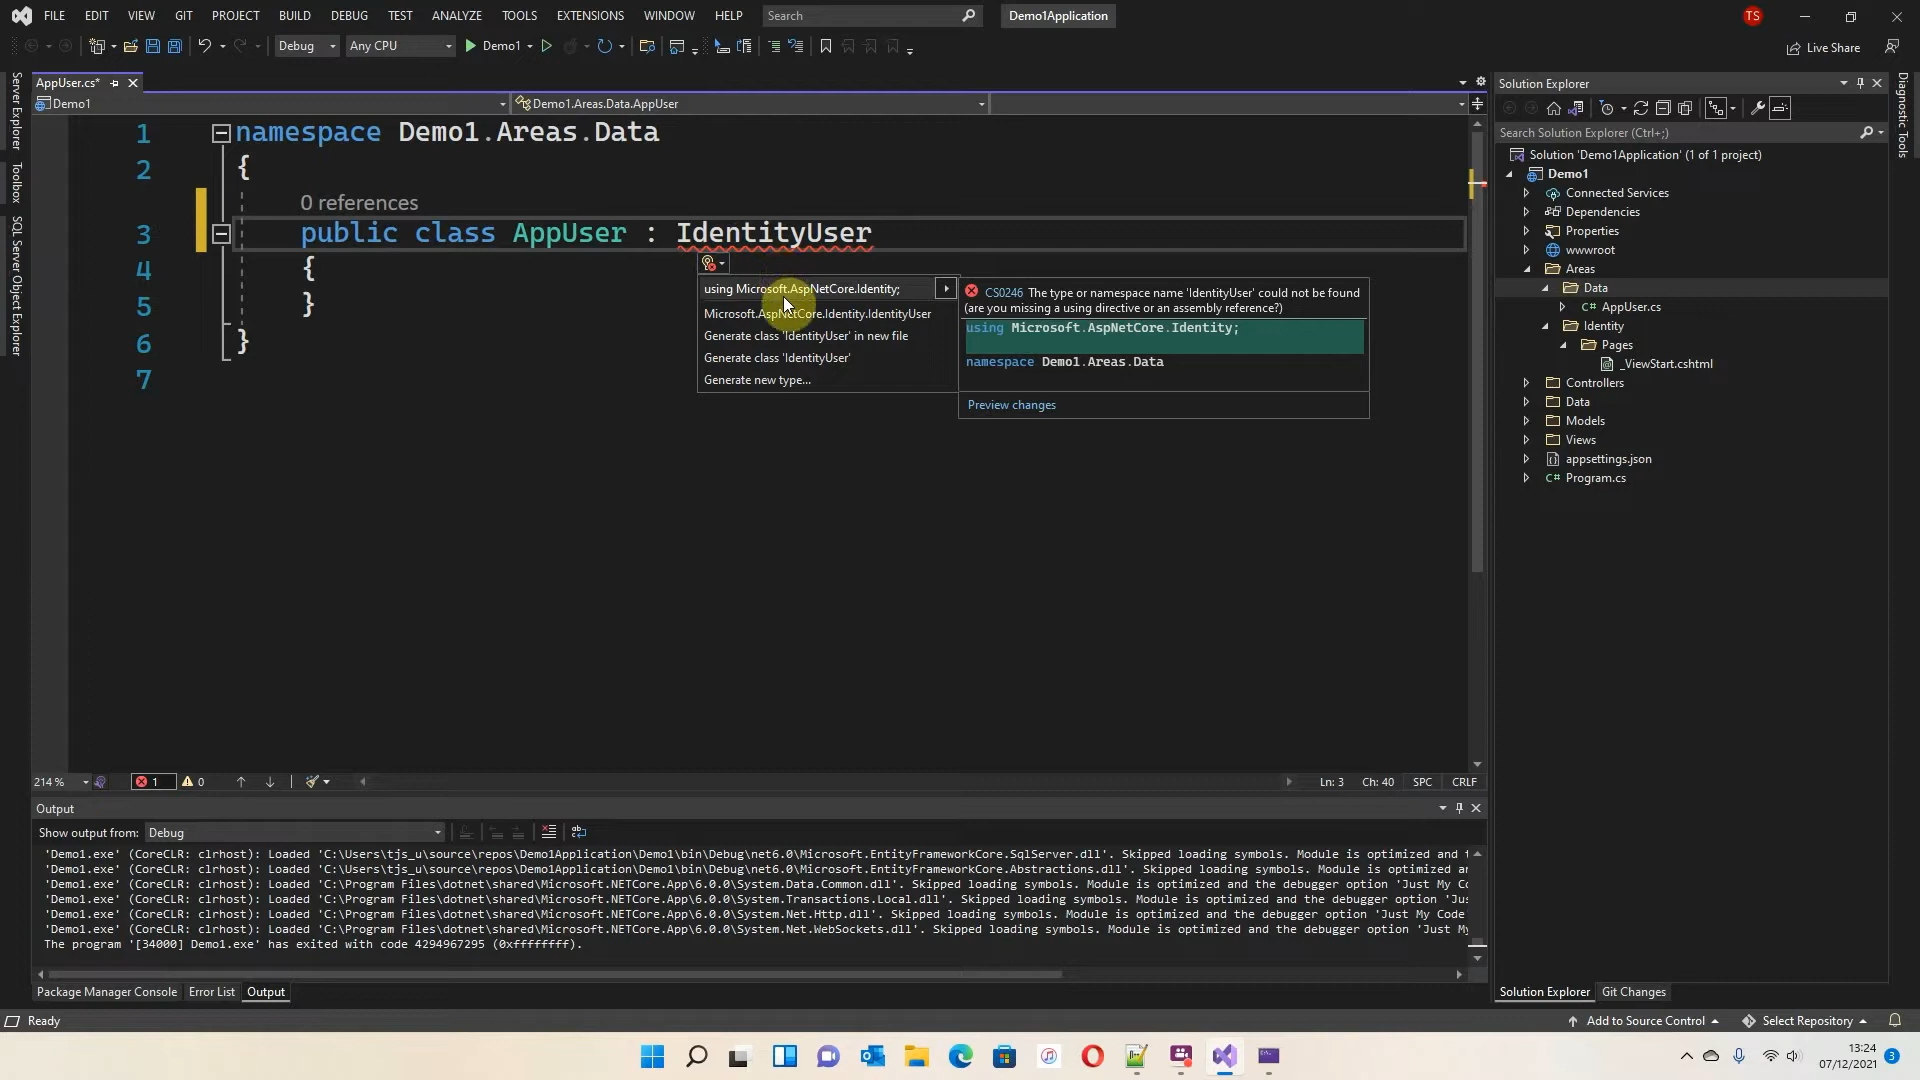 FILE EDIT VIEW GIT PROJECT BUILD DEBUG TEST ANALYZE TOOLS EXTENSIONS WINDOW HELP Search Demo1Application TS
Debug Any CPU Demo1 Live Share
Server Explorer
Toolbox
SQL Server Object Explorer
AppUser.cs*
Demo1 Demo1.Areas.Data.AppUser
1 namespace Demo1.Areas.Data
2 {
0 references
3 public class AppUser : IdentityUser
4 {
5 }
6 }
7
using Microsoft.AspNetCore.Identity;
Microsoft.AspNetCore.Identity.IdentityUser
Generate class 'IdentityUser' in new file
Generate class 'IdentityUser'
Generate new type...
CS0246 The type or namespace name 'IdentityUser' could not be found
(are you missing a using directive or an assembly reference?)
using Microsoft.AspNetCore.Identity;
namespace Demo1.Areas.Data
Preview changes
214 % 1 0 Ln: 3 Ch: 40 SPC CRLF
Output
Show output from: Debug
'Demo1.exe' (CoreCLR: clrhost): Loaded 'C:\Users\tjs_u\source\repos\Demo1Application\Demo1\bin\Debug\net6.0\Microsoft.EntityFrameworkCore.SqlServer.dll'. Skipped loading symbols. Module is optimized and t
'Demo1.exe' (CoreCLR: clrhost): Loaded 'C:\Users\tjs_u\source\repos\Demo1Application\Demo1\bin\Debug\net6.0\Microsoft.EntityFrameworkCore.Abstractions.dll'. Skipped loading symbols. Module is optimized an
'Demo1.exe' (CoreCLR: clrhost): Loaded 'C:\Program Files\dotnet\shared\Microsoft.NETCore.App\6.0.0\System.Data.Common.dll'. Skipped loading symbols. Module is optimized and the debugger option 'Just My Co
'Demo1.exe' (CoreCLR: clrhost): Loaded 'C:\Program Files\dotnet\shared\Microsoft.NETCore.App\6.0.0\System.Transactions.Local.dll'. Skipped loading symbols. Module is optimized and the debugger option 'Jus
'Demo1.exe' (CoreCLR: clrhost): Loaded 'C:\Program Files\dotnet\shared\Microsoft.NETCore.App\6.0.0\System.Net.Http.dll'. Skipped loading symbols. Module is optimized and the debugger option 'Just My Code'
'Demo1.exe' (CoreCLR: clrhost): Loaded 'C:\Program Files\dotnet\shared\Microsoft.NETCore.App\6.0.0\System.Net.WebSockets.dll'. Skipped loading symbols. Module is optimized and the debugger option 'Just My
The program '[34000] Demo1.exe' has exited with code 4294967295 (0xffffffff).
Package Manager Console Error List Output
Solution Explorer
Search Solution Explorer (Ctrl+;)
Solution 'Demo1Application' (1 of 1 project)
Demo1
Connected Services
Dependencies
Properties
wwwroot
Areas
Data
C# AppUser.cs
Identity
Pages
_ViewStart.cshtml
Controllers
Data
Models
Views
appsettings.json
C# Program.cs
Solution Explorer Git Changes
Diagnostic Tools
Ready Add to Source Control Select Repository
13:24
07/12/2021 3